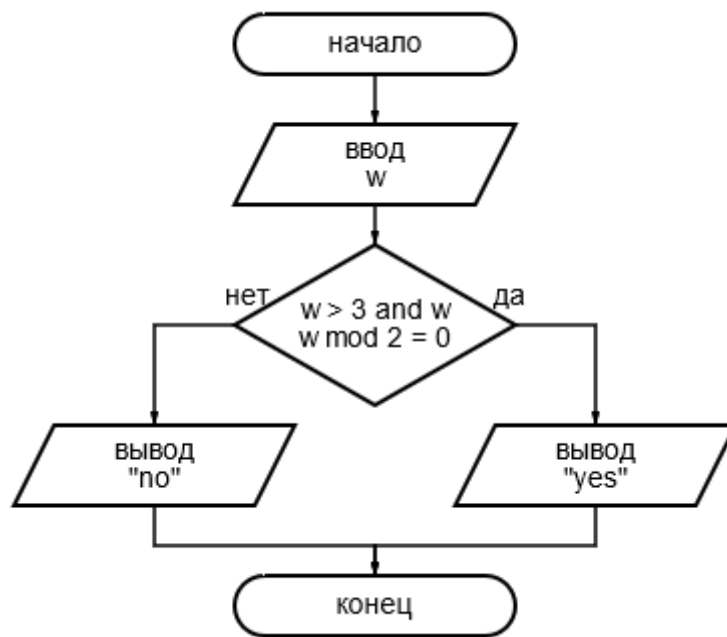 начало
ввод
w
нет
да
w > 3 and w
w mod 2 = 0
вывод
"no"
вывод
"yes"
конец